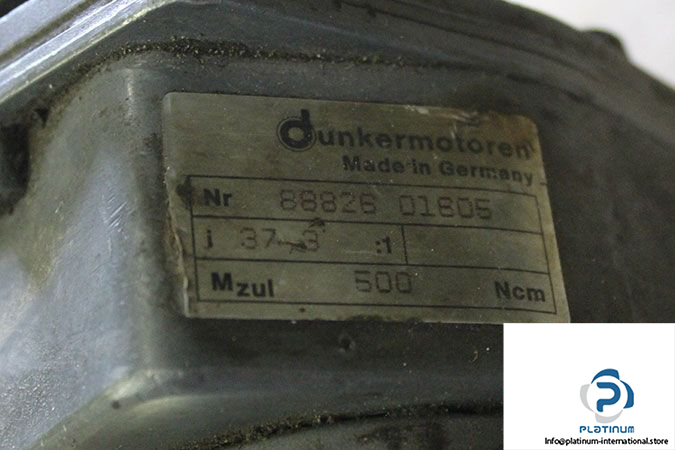 dunkermotoren
Made in Germany
Nr 88826 01605
i 37,3 :1
Mzul 500 Ncm
PLATINUM
Info@platinum-international.store